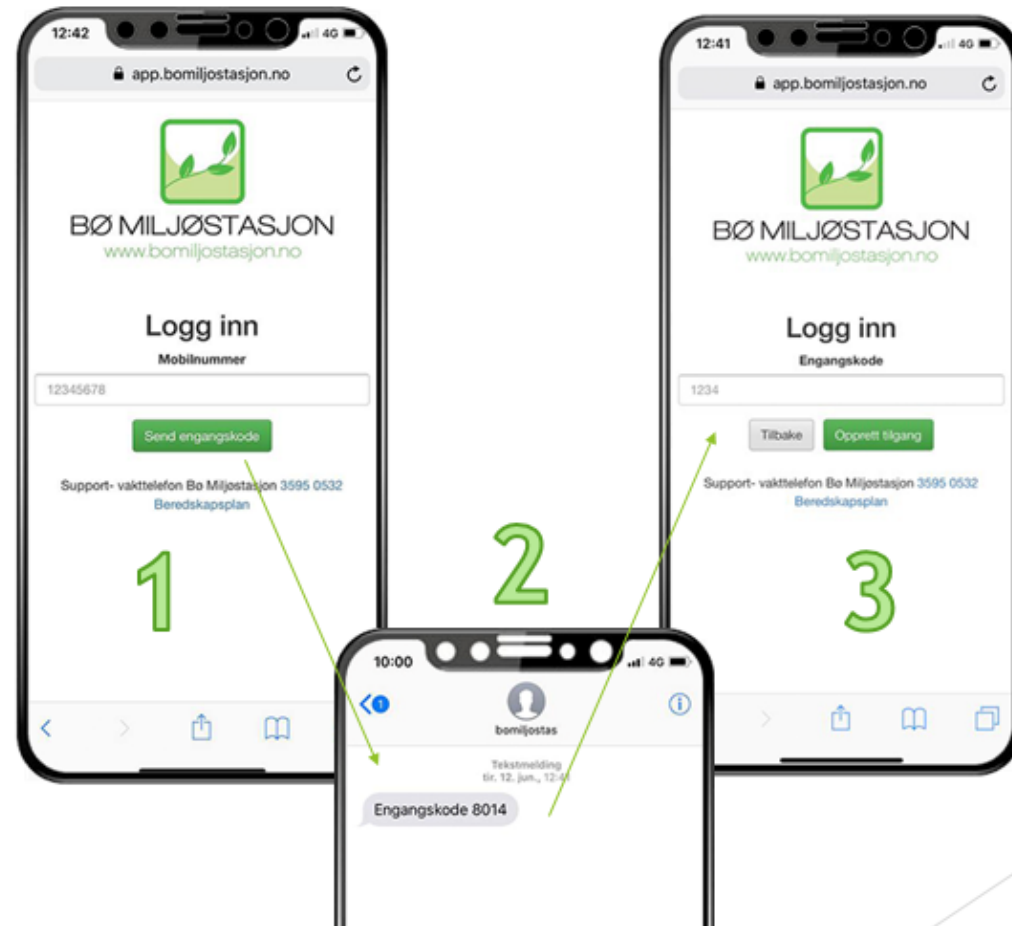 12:42
4G
app.bomiljostasjon.no
BØ MILJØSTASJON
www.bomiljostasjon.no
Logg inn
Mobilnummer
12345678
Send engangskode
Support- vakttelefon Bø Miljøstasjon 3595 0532
Beredskapsplan
1
2
10:00
4G
1
bomiljostas
Tekstmelding
tir. 12. jun., 12:41
Engangskode 8014
12:41
4G
app.bomiljostasjon.no
BØ MILJØSTASJON
www.bomiljostasjon.no
Logg inn
Engangskode
1234
Tilbake Opprett tilgang
Support- vakttelefon Bø Miljøstasjon 3595 0532
Beredskapsplan
3